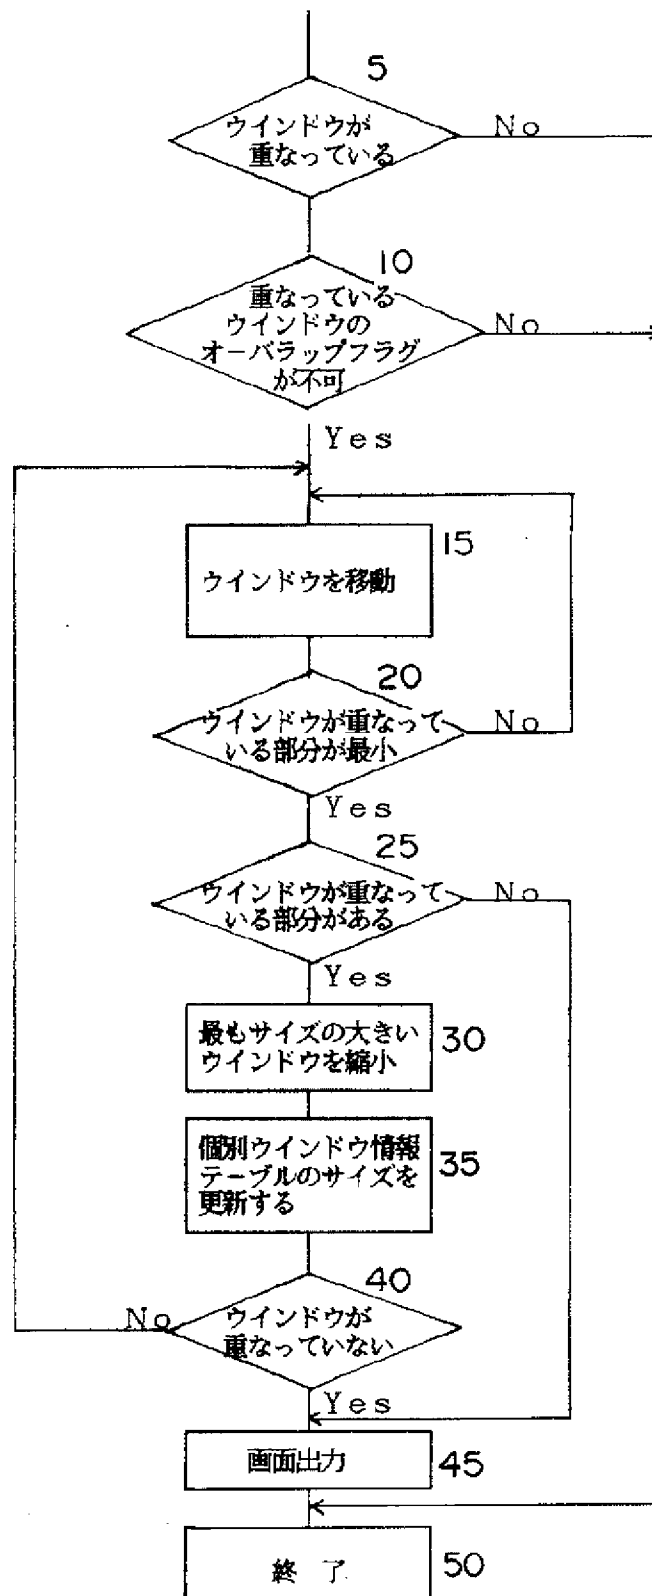 5
ウインドウが
重なっている
No
10
重なっている
ウインドウの
オーバラップフラグ
が不可
No
Yes
15
ウインドウを移動
20
ウインドウが重なって
いる部分が最小
No
Yes
25
ウインドウが重なって
いる部分がある
No
Yes
最もサイズの大きい
ウインドウを縮小
30
個別ウインドウ情報
テーブルのサイズを
更新する
35
40
ウインドウが
重なっていない
No
Yes
画面出力
45
終 了
50